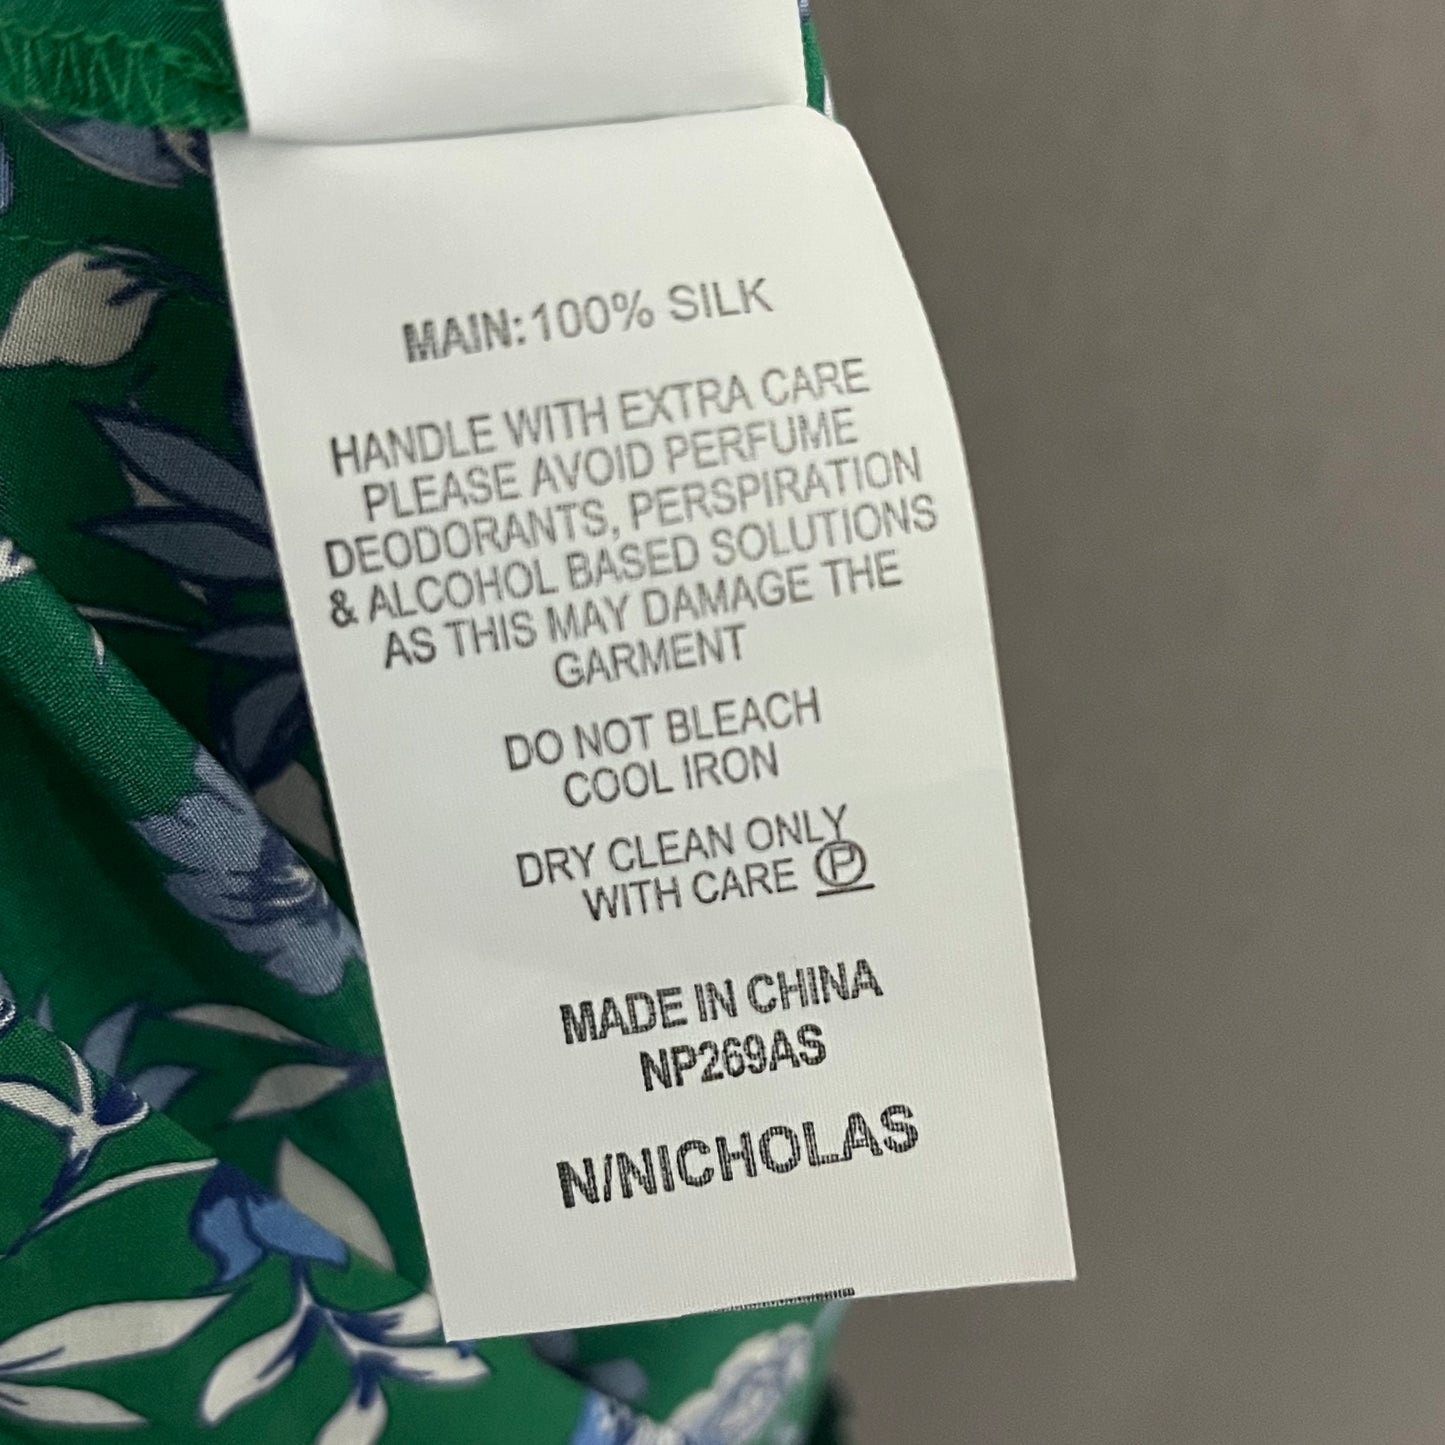 MAIN: 100% SILK
HANDLE WITH EXTRA CARE
PLEASE AVOID PERFUME
DEODORANTS, PERSPIRATION
& ALCOHOL BASED SOLUTIONS
AS THIS MAY DAMAGE THE
GARMENT
DO NOT BLEACH
COOL IRON
DRY CLEAN ONLY
WITH CARE P
MADE IN CHINA
NP269AS
N/NICHOLAS